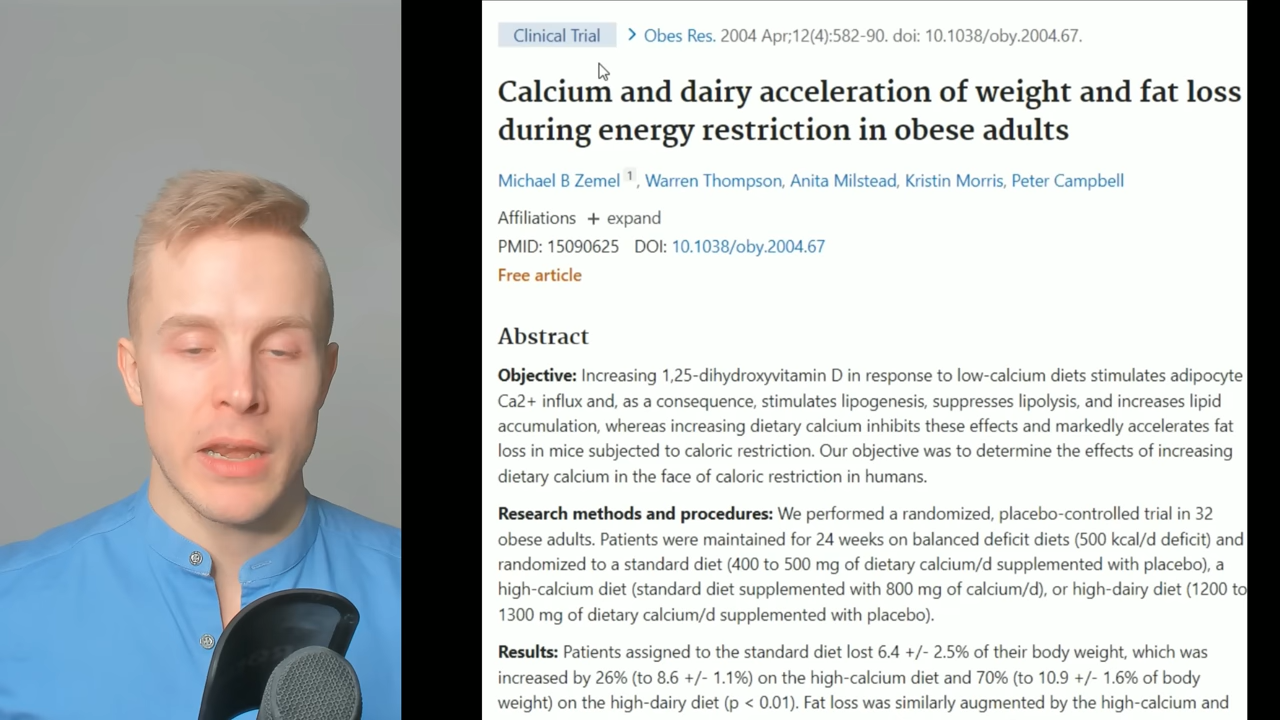 Clinical Trial > Obes Res. 2004 Apr;12(4):582-90. doi: 10.1038/oby.2004.67.
Calcium and dairy acceleration of weight and fat loss
during energy restriction in obese adults
Michael B Zemel 1, Warren Thompson, Anita Milstead, Kristin Morris, Peter Campbell
Affiliations + expand
PMID: 15090625 DOI: 10.1038/oby.2004.67
Free article
Abstract
Objective: Increasing 1,25-dihydroxyvitamin D in response to low-calcium diets stimulates adipocyte
Ca2+ influx and, as a consequence, stimulates lipogenesis, suppresses lipolysis, and increases lipid
accumulation, whereas increasing dietary calcium inhibits these effects and markedly accelerates fat
loss in mice subjected to caloric restriction. Our objective was to determine the effects of increasing
dietary calcium in the face of caloric restriction in humans.
Research methods and procedures: We performed a randomized, placebo-controlled trial in 32
obese adults. Patients were maintained for 24 weeks on balanced deficit diets (500 kcal/d deficit) and
randomized to a standard diet (400 to 500 mg of dietary calcium/d supplemented with placebo), a
high-calcium diet (standard diet supplemented with 800 mg of calcium/d), or high-dairy diet (1200 to
1300 mg of dietary calcium/d supplemented with placebo).
Results: Patients assigned to the standard diet lost 6.4 +/- 2.5% of their body weight, which was
increased by 26% (to 8.6 +/- 1.1%) on the high-calcium diet and 70% (to 10.9 +/- 1.6% of body
weight) on the high-dairy diet (p < 0.01). Fat loss was similarly augmented by the high-calcium and